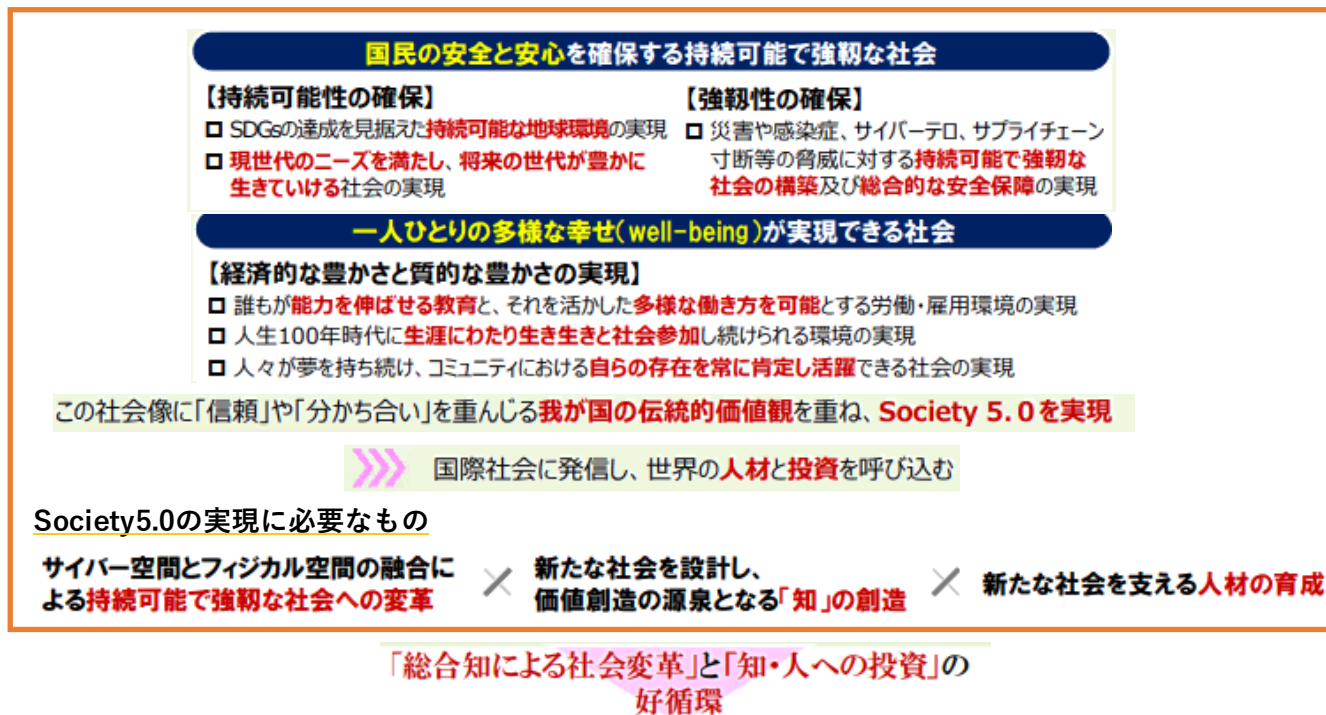 国民の安全と安心を確保する持続可能で強靱な社会
【持続可能性の確保】
□ SDGsの達成を見据えた持続可能な地球環境の実現
□ 現世代のニーズを満たし、将来の世代が豊かに
生きていける社会の実現
【強靱性の確保】
□ 災害や感染症、サイバーテロ、サプライチェーン
寸断等の脅威に対する持続可能で強靱な
社会の構築及び総合的な安全保障の実現
一人ひとりの多様な幸せ(well-being)が実現できる社会
【経済的な豊かさと質的な豊かさの実現】
□ 誰もが能力を伸ばせる教育と、それを活かした多様な働き方を可能とする労働・雇用環境の実現
□ 人生100年時代に生涯にわたり生き生きと社会参加し続けられる環境の実現
□ 人々が夢を持ち続け、コミュニティにおける自らの存在を常に肯定し活躍できる社会の実現
この社会像に「信頼」や「分かち合い」を重んじる我が国の伝統的価値観を重ね、Society 5.0を実現
国際社会に発信し、世界の人材と投資を呼び込む
Society5.0の実現に必要なもの
サイバー空間とフィジカル空間の融合に
よる持続可能で強靱な社会への変革
×
新たな社会を設計し、
価値創造の源泉となる「知」の創造
×
新たな社会を支える人材の育成
「総合知による社会変革」と「知・人への投資」の
好循環